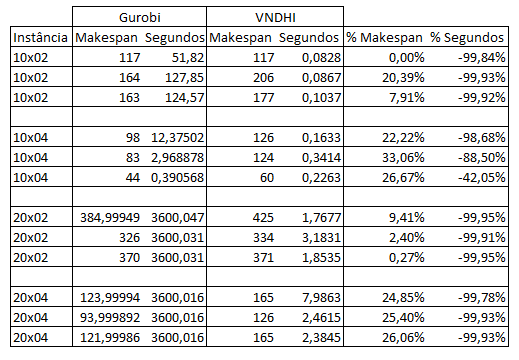 Gurobi VNDHI
Instância Makespan Segundos Makespan Segundos % Makespan % Segundos
10x02 117 51,82 117 0,0828 0,00% -99,84%
10x02 164 127,85 206 0,0867 20,39% -99,93%
10x02 163 124,57 177 0,1037 7,91% -99,92%
10x04 98 12,37502 126 0,1633 22,22% -98,68%
10x04 83 2,968878 124 0,3414 33,06% -88,50%
10x04 44 0,390568 60 0,2263 26,67% -42,05%
20x02 384,99949 3600,047 425 1,7677 9,41% -99,95%
20x02 326 3600,031 334 3,1831 2,40% -99,91%
20x02 370 3600,031 371 1,8535 0,27% -99,95%
20x04 123,99994 3600,016 165 7,9863 24,85% -99,78%
20x04 93,999892 3600,016 126 2,4615 25,40% -99,93%
20x04 121,99986 3600,016 165 2,3845 26,06% -99,93%